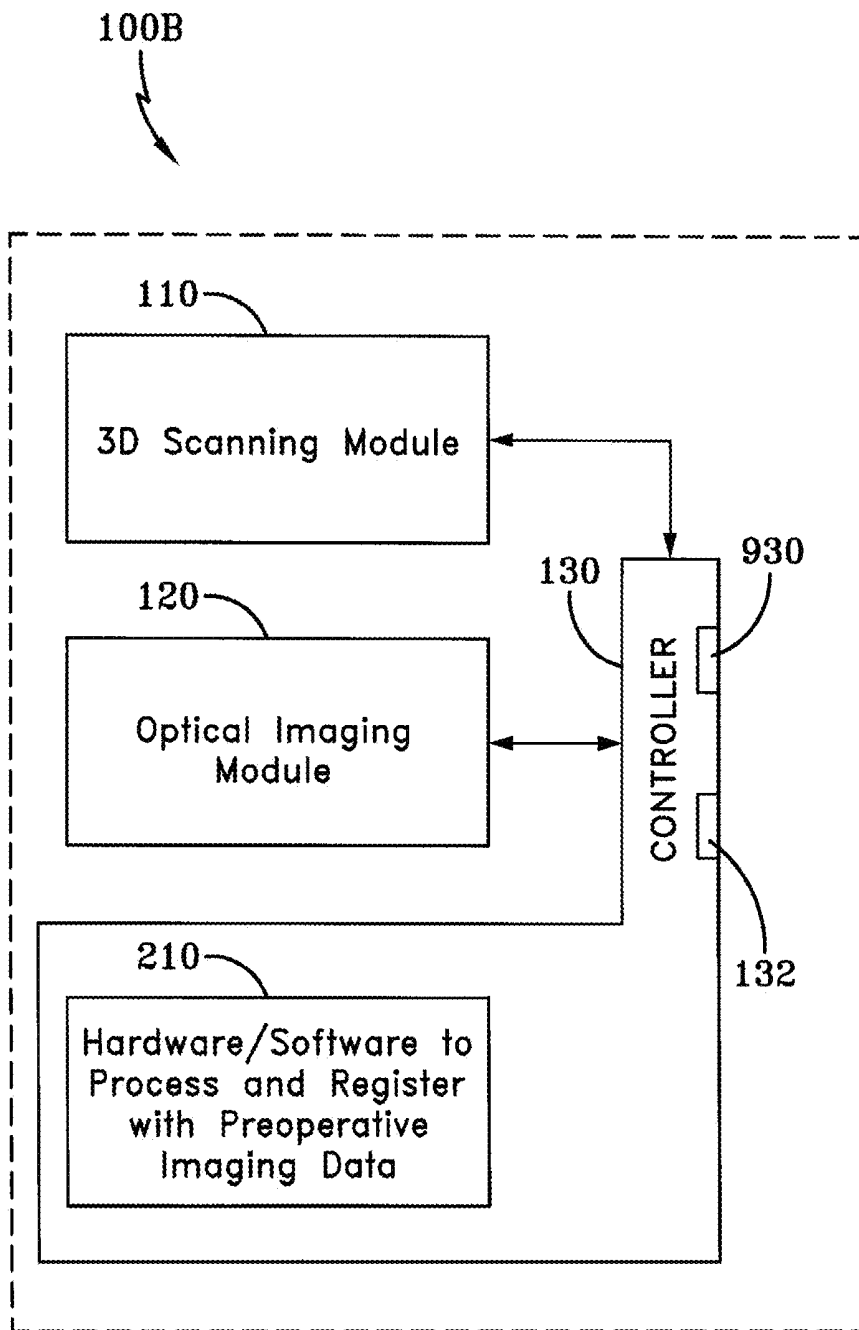 100B
110
3D Scanning Module
130
930
120
Optical Imaging
Module
CONTROLLER
132
210
Hardware/Software to
Process and Register
with Preoperative
Imaging Data